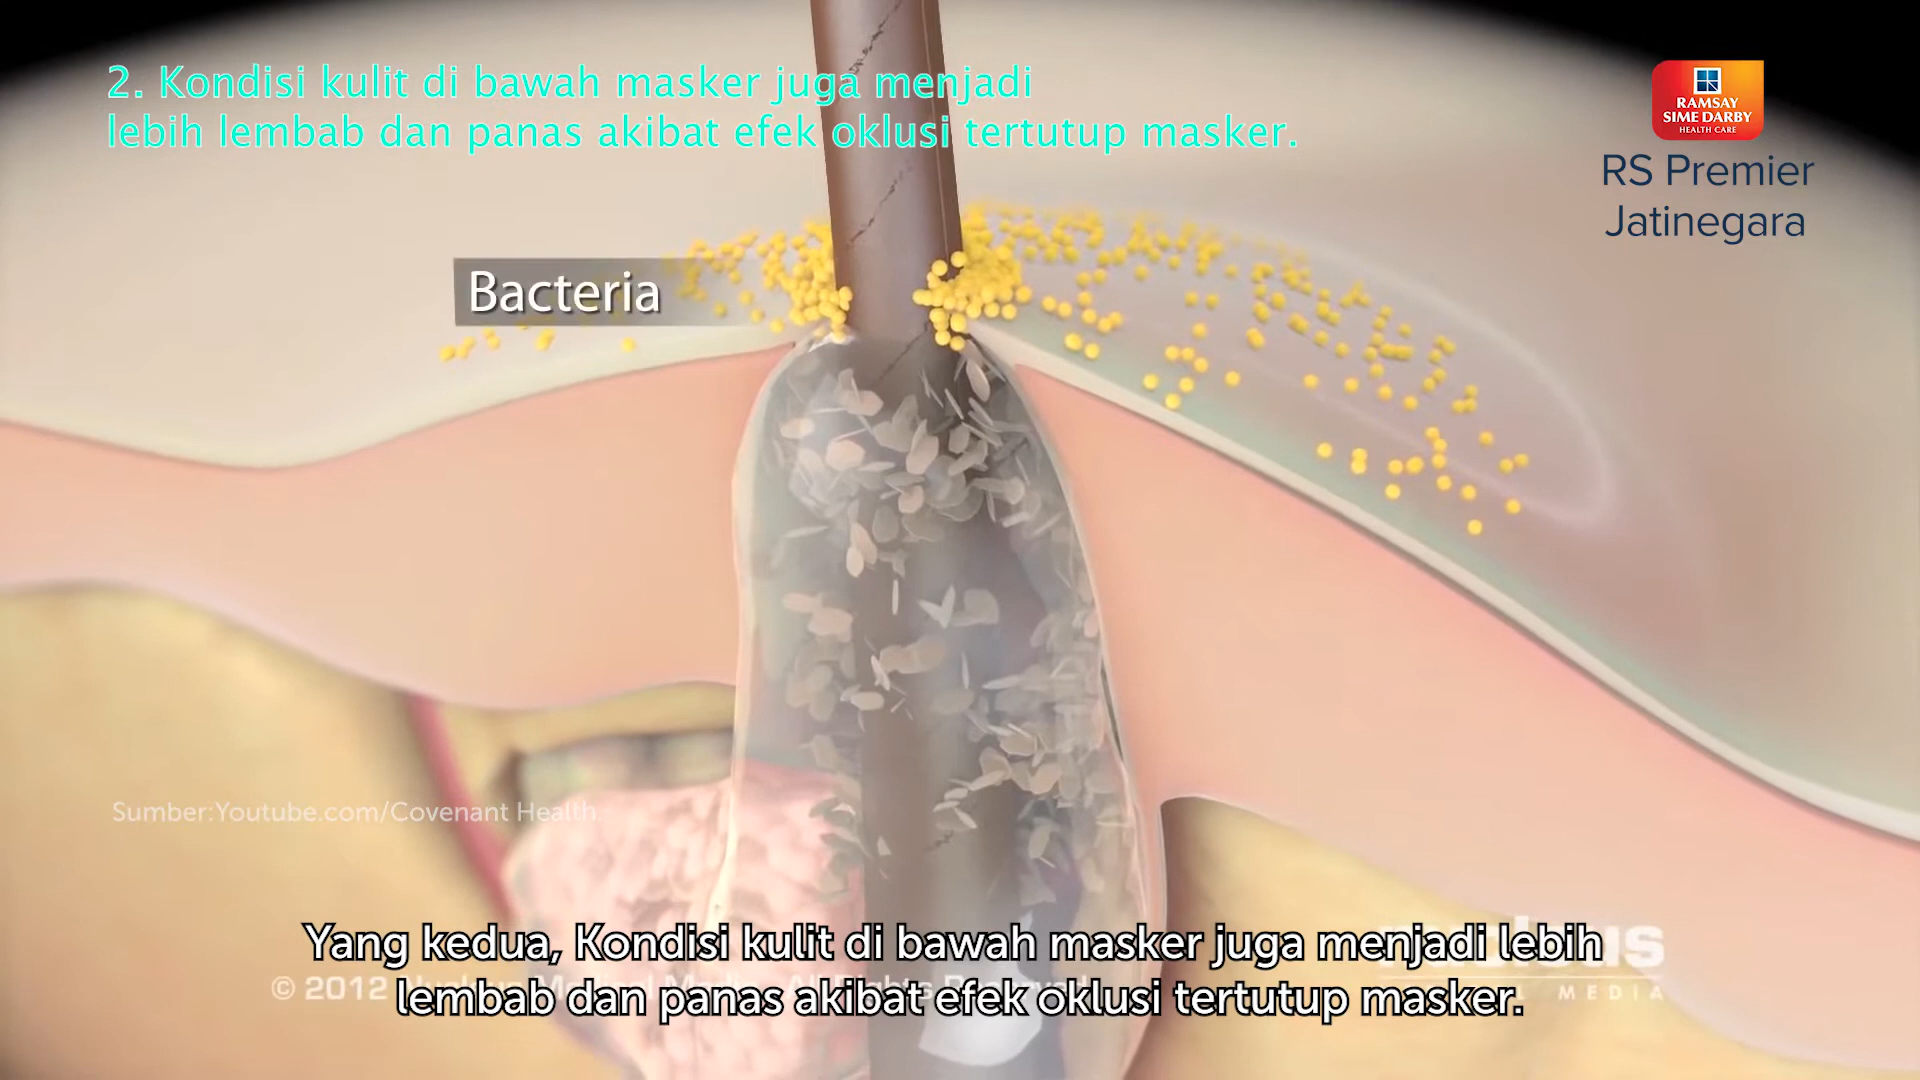 2. Kondisi kulit di bawah masker juga menjadi
lebih lembab dan panas akibat efek oklusi tertutup masker.
RAMSAY
SIME DARBY
HEALTH CARE
RS Premier
Jatinegara
Bacteria
Sumber:Youtube.com/Covenant Health
Yang kedua, Kondisi kulit di bawah masker juga menjadi lebih
lembab dan panas akibat efek oklusi tertutup masker.
© 2012
MEDIA